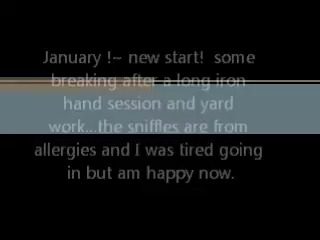 January !~ new start!  some
breaking after a long iron
hand session and yard
work...the sniffles are from
allergies and I was tired going
in but am happy now.